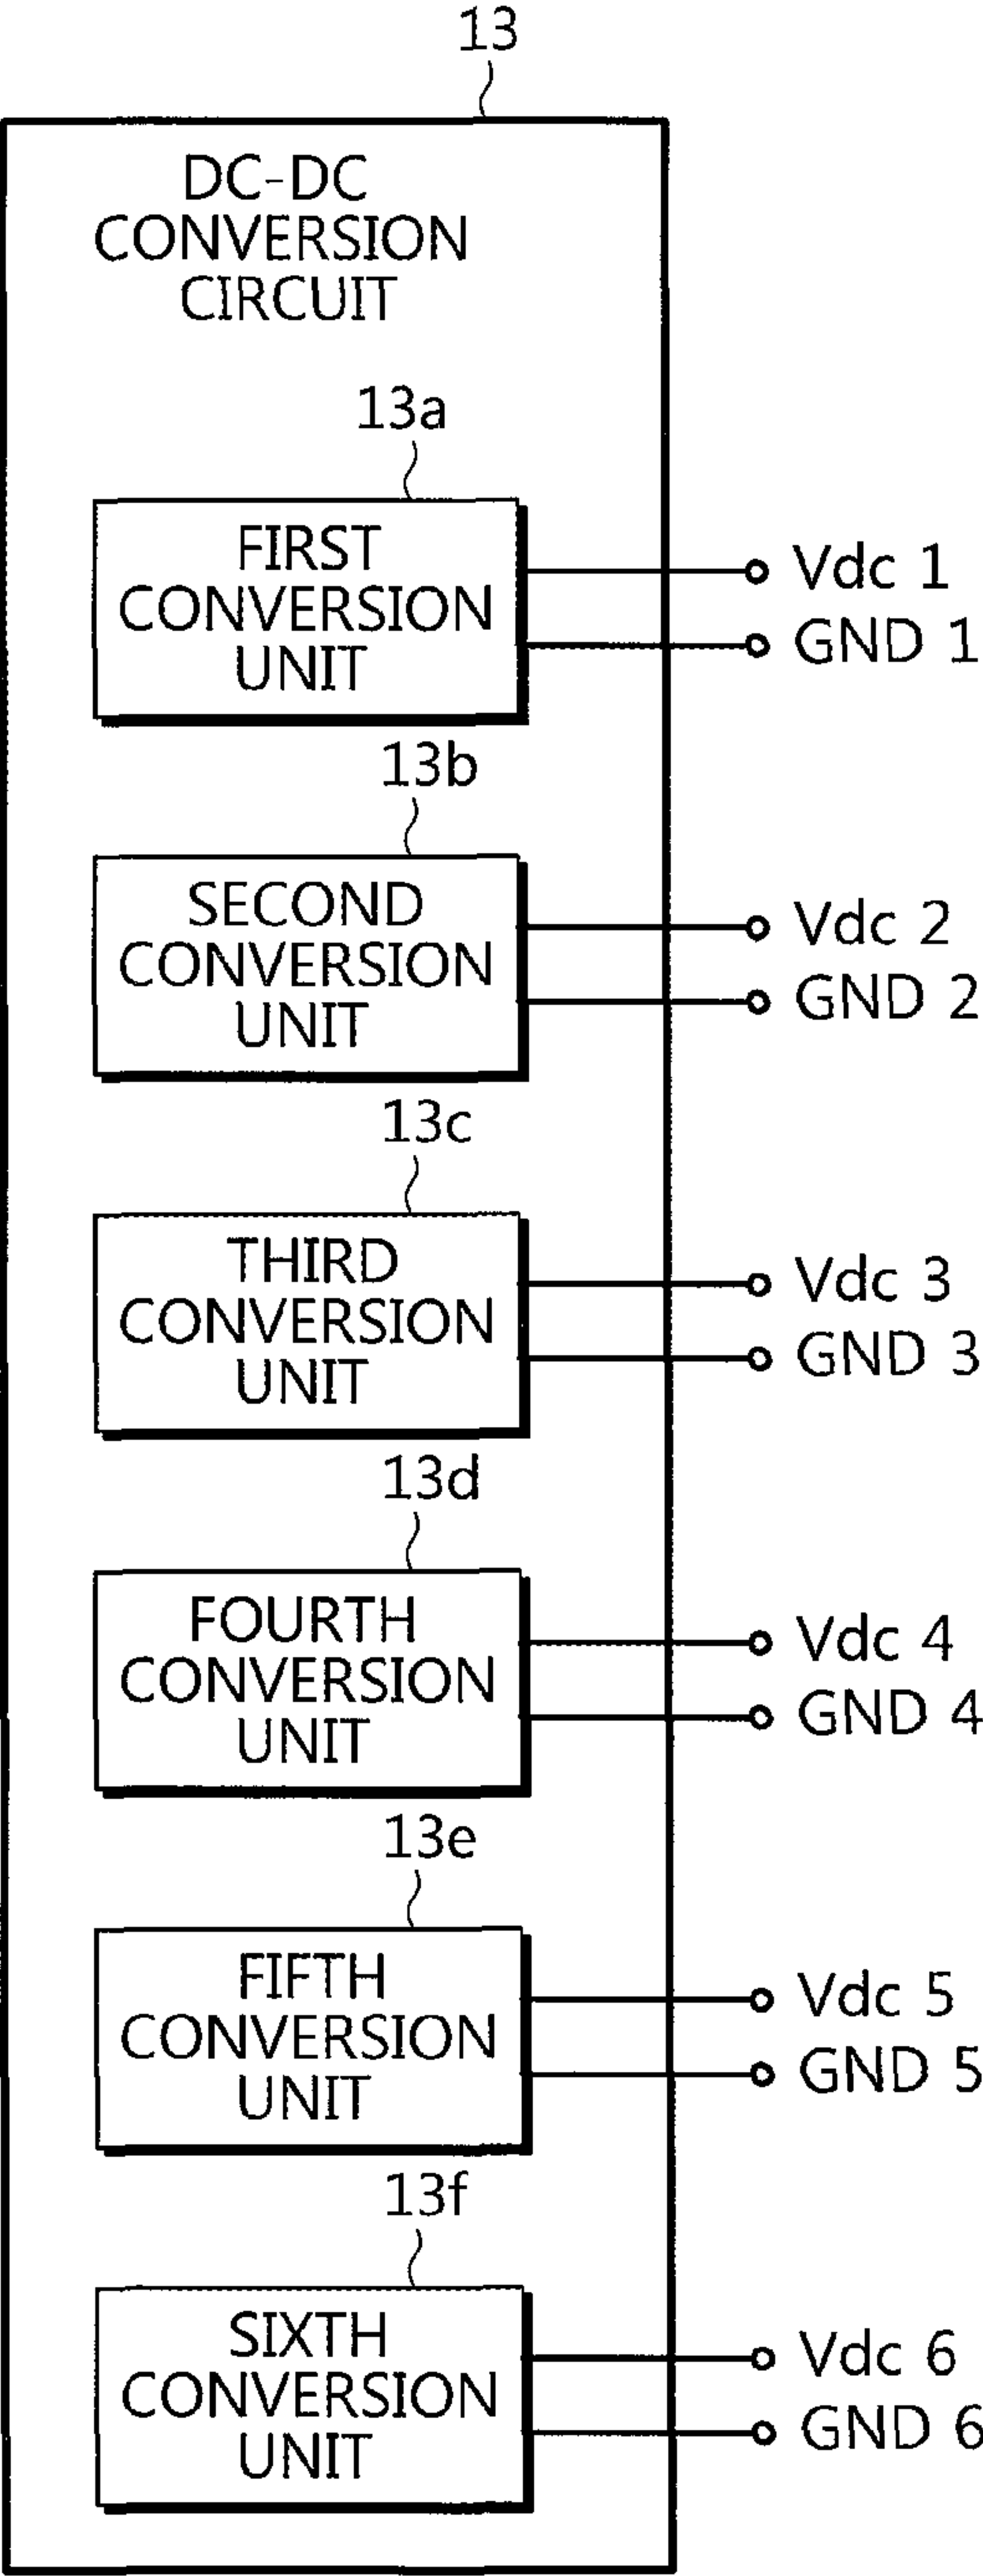 13
DC-DC
CONVERSION
CIRCUIT
13a
FIRST
CONVERSION
UNIT
Vdc 1
GND 1
13b
SECOND
CONVERSION
UNIT
Vdc 2
GND 2
13c
THIRD
CONVERSION
UNIT
Vdc 3
GND 3
13d
FOURTH
CONVERSION
UNIT
Vdc 4
GND 4
13e
FIFTH
CONVERSION
UNIT
Vdc 5
GND 5
13f
SIXTH
CONVERSION
UNIT
Vdc 6
GND 6